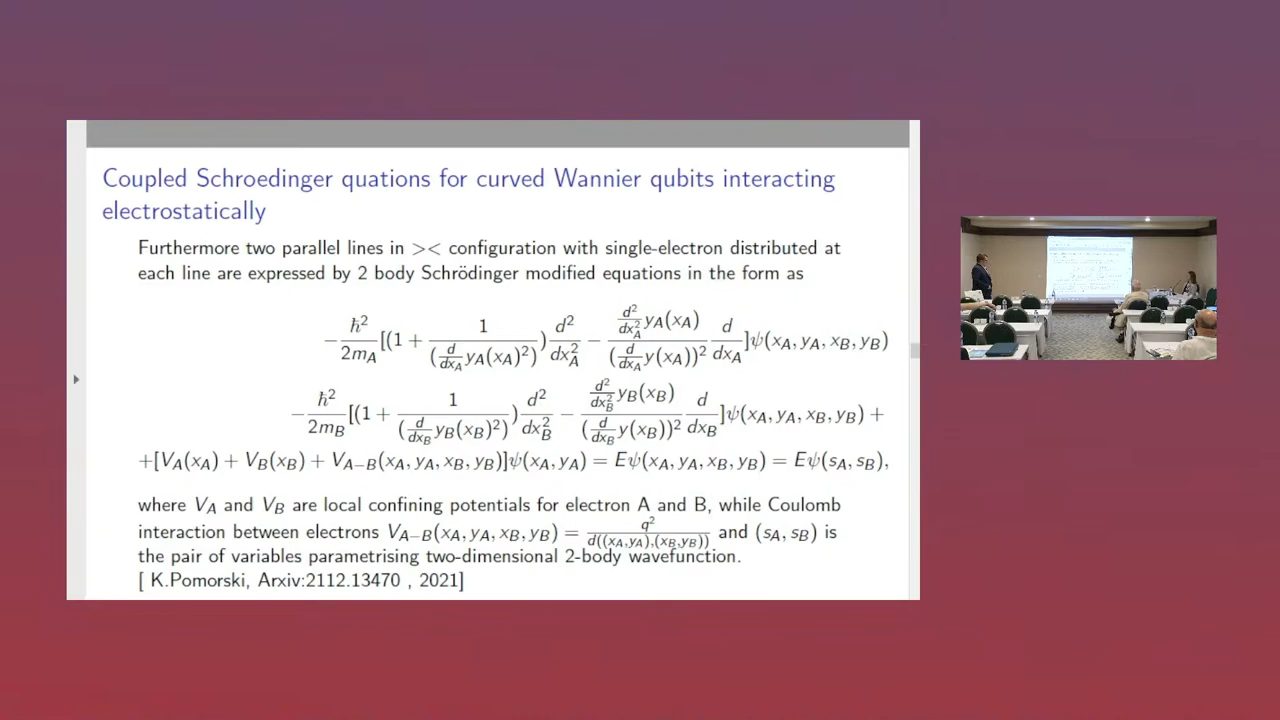 Coupled Schroedinger quations for curved Wannier qubits interacting
electrostatically
Furthermore two parallel lines in >< configuration with single-electron distributed at
each line are expressed by 2 body Schrödinger modified equations in the form as
−ħ²/2m_A [(1 + 1/(d/dx_A y_A(x_A)²)) d²/dx_A² − (d²/dx_A² y_A(x_A))/(d/dx_A y(x_A))² d/dx_A]ψ(x_A, y_A, x_B, y_B)
−ħ²/2m_B [(1 + 1/(d/dx_B y_B(x_B)²)) d²/dx_B² − (d²/dx_B² y_B(x_B))/(d/dx_B y(x_B))² d/dx_B]ψ(x_A, y_A, x_B, y_B) +
+[V_A(x_A) + V_B(x_B) + V_A−B(x_A, y_A, x_B, y_B)]ψ(x_A, y_A) = Eψ(x_A, y_A, x_B, y_B) = Eψ(s_A, s_B),
where V_A and V_B are local confining potentials for electron A and B, while Coulomb
interaction between electrons V_A−B(x_A, y_A, x_B, y_B) = q²/d((x_A,y_A),(x_B,y_B)) and (s_A, s_B) is
the pair of variables parametrising two-dimensional 2-body wavefunction.
[ K.Pomorski, Arxiv:2112.13470 , 2021]